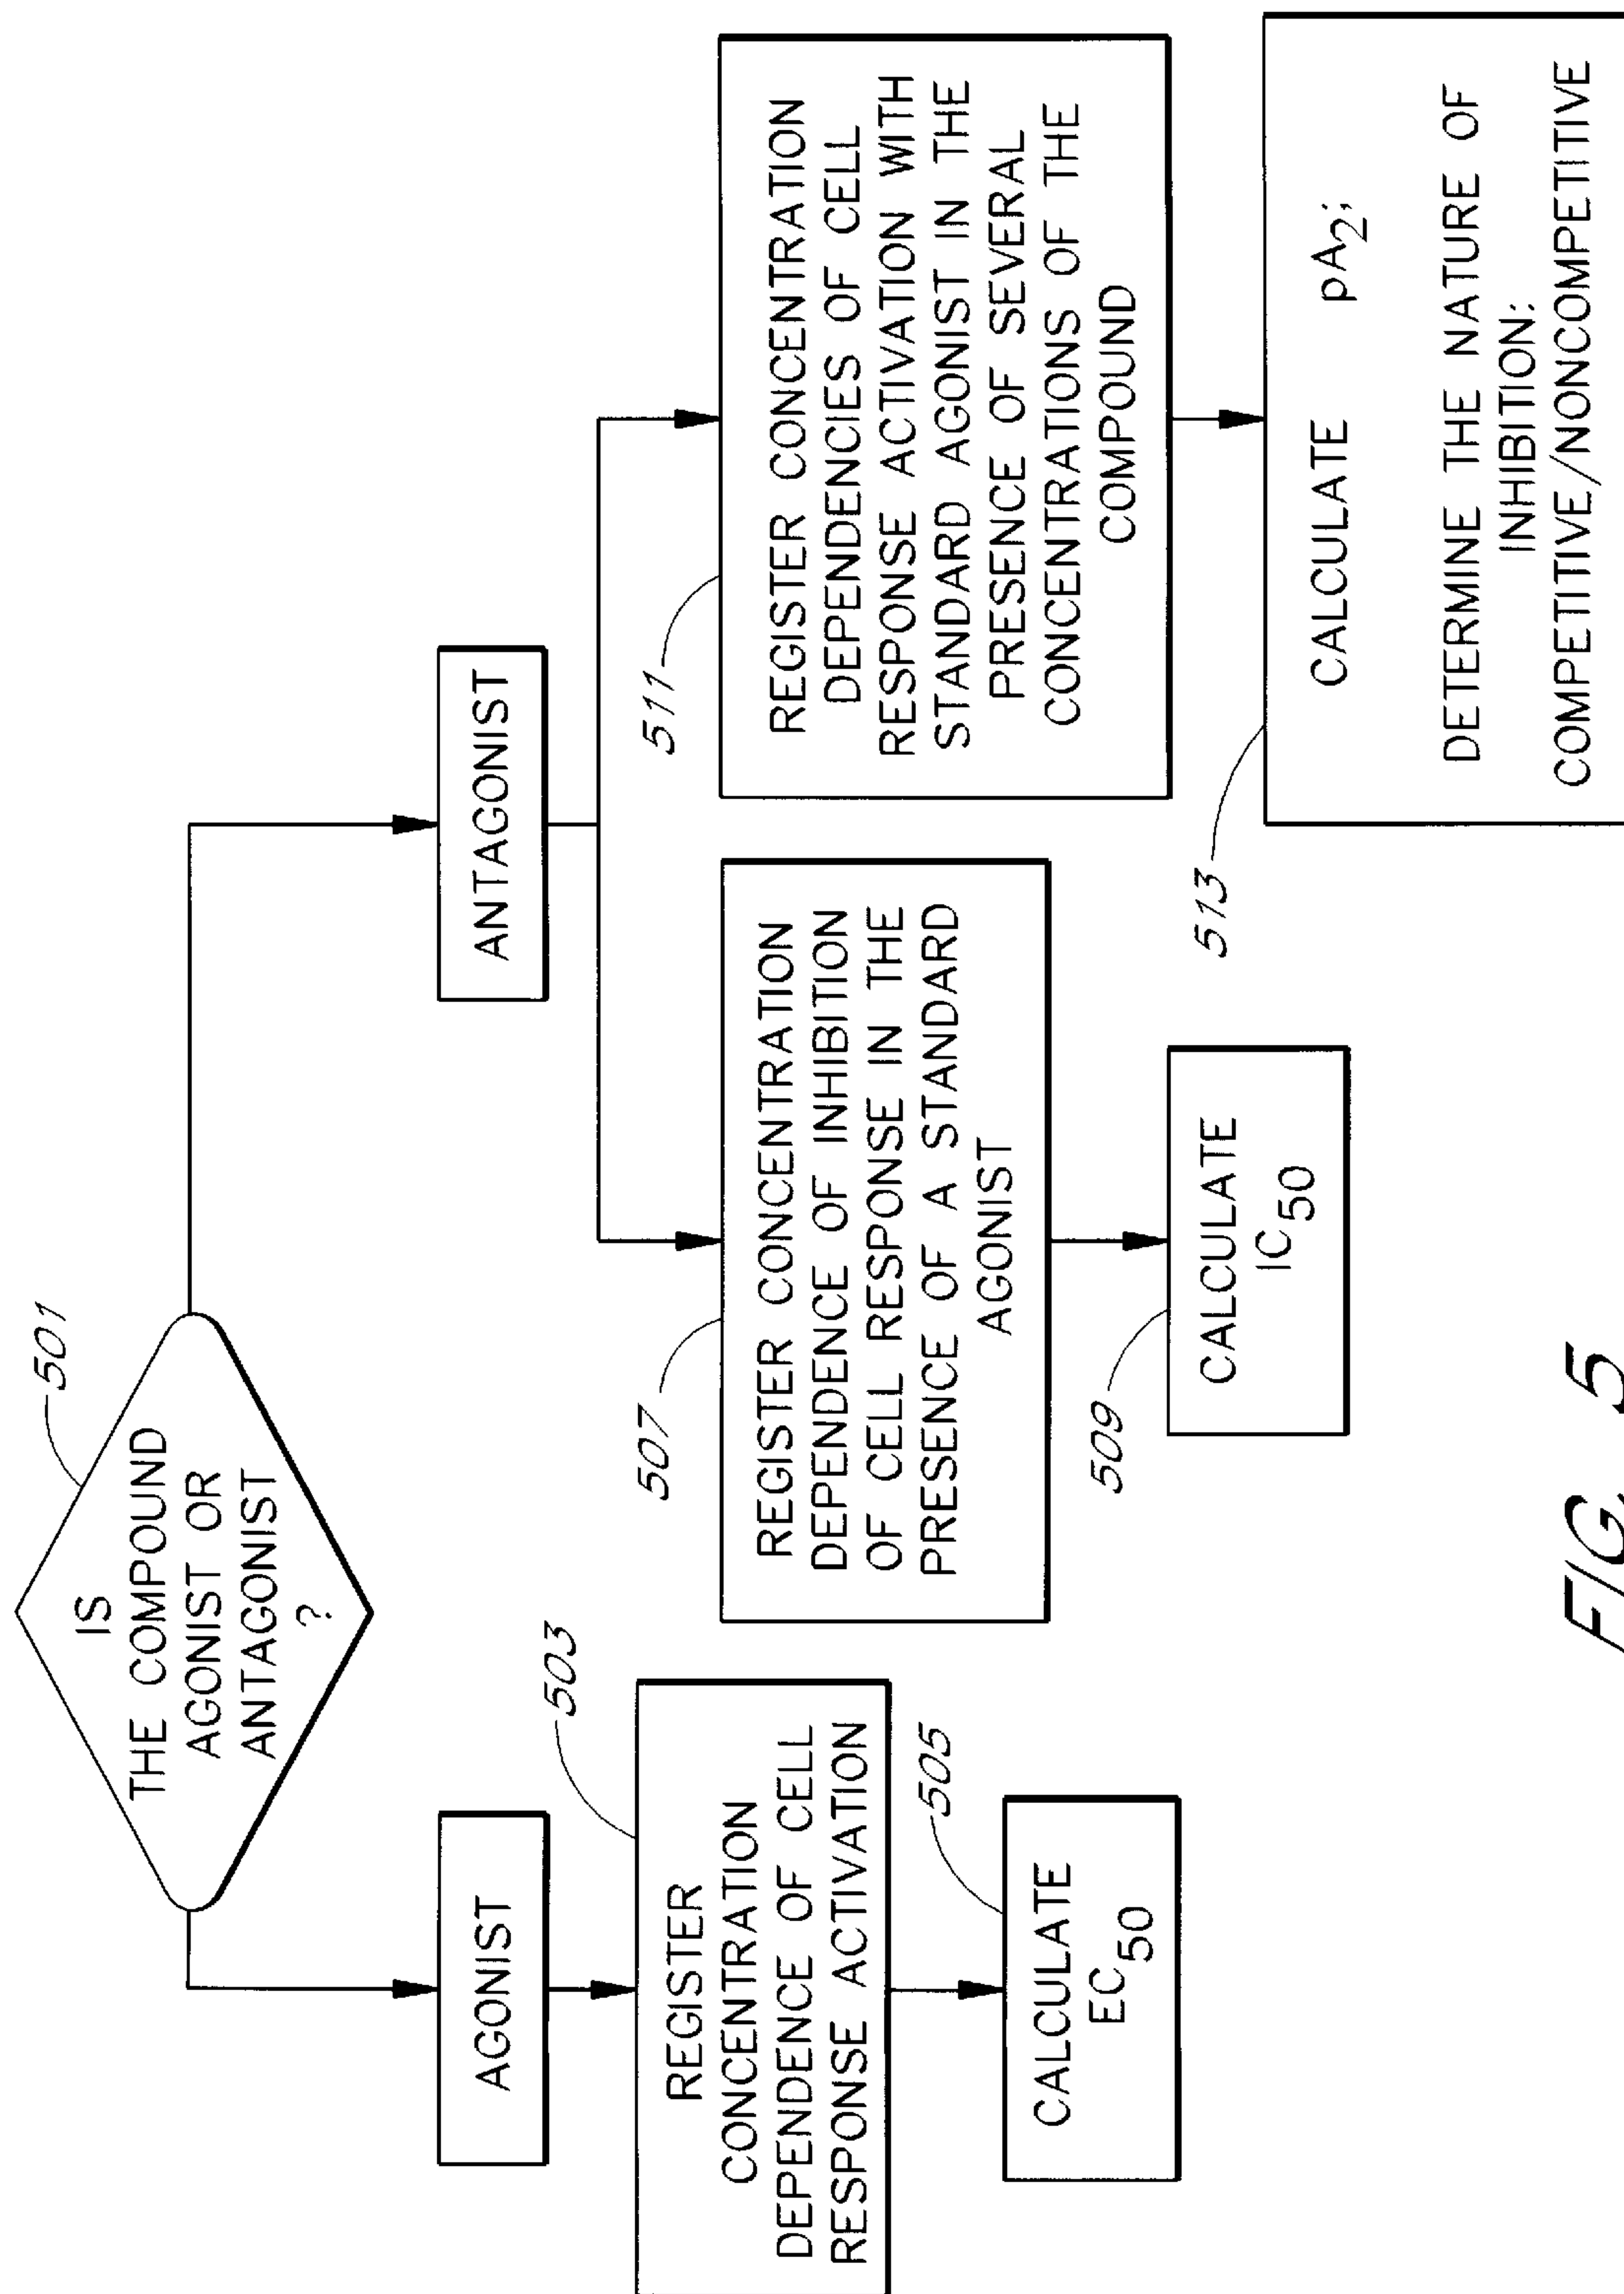 501
IS
THE COMPOUND
AGONIST OR
ANTAGONIST
?
AGONIST
503
REGISTER
CONCENTRATION
DEPENDENCE OF CELL
RESPONSE ACTIVATION
505
CALCULATE
EC50
ANTAGONIST
507
REGISTER CONCENTRATION
DEPENDENCE OF INHIBITION
OF CELL RESPONSE IN THE
PRESENCE OF A STANDARD
AGONIST
509
CALCULATE
IC50
511
REGISTER CONCENTRATION
DEPENDENCIES OF CELL
RESPONSE ACTIVATION WITH
STANDARD AGONIST IN THE
PRESENCE OF SEVERAL
CONCENTRATIONS OF THE
COMPOUND
513
CALCULATE pA2;
DETERMINE THE NATURE OF
INHIBITION:
COMPETITIVE/NONCOMPETITIVE
FIG. 5